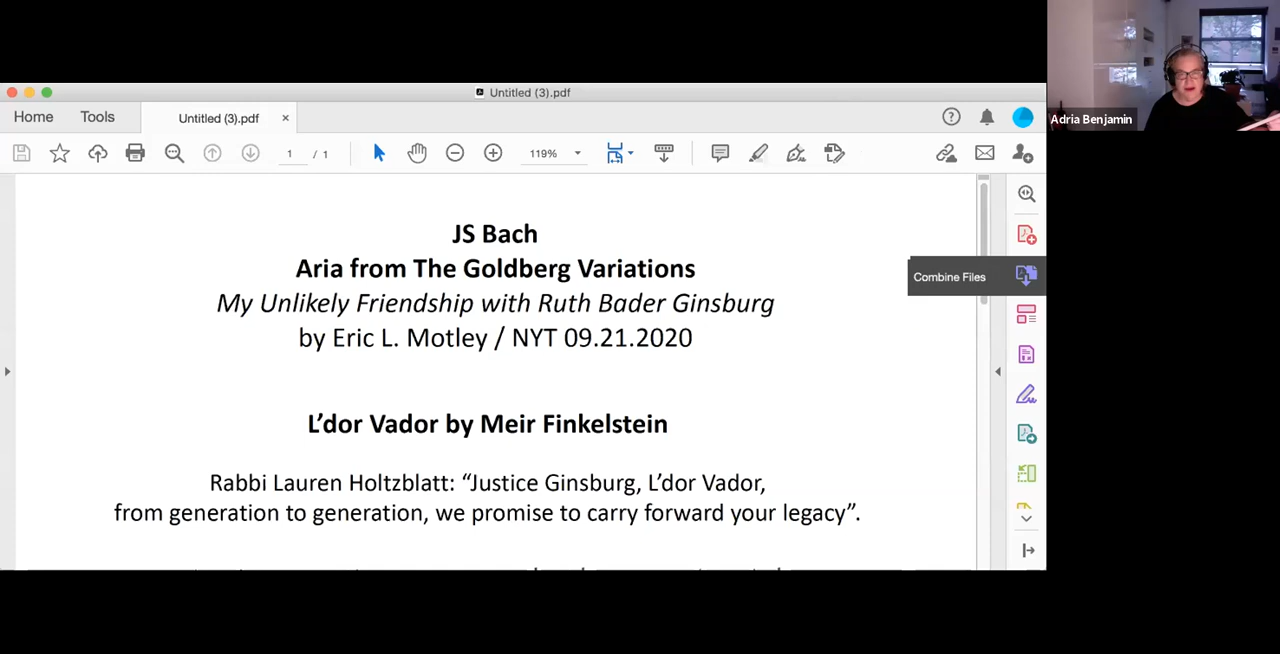 Untitled (3).pdf
Home
Tools
Untitled (3).pdf
1 / 1
119%
Adria Benjamin
Combine Files
JS Bach
Aria from The Goldberg Variations
My Unlikely Friendship with Ruth Bader Ginsburg
by Eric L. Motley / NYT 09.21.2020
L’dor Vador by Meir Finkelstein
Rabbi Lauren Holtzblatt: “Justice Ginsburg, L’dor Vador,
from generation to generation, we promise to carry forward your legacy”.